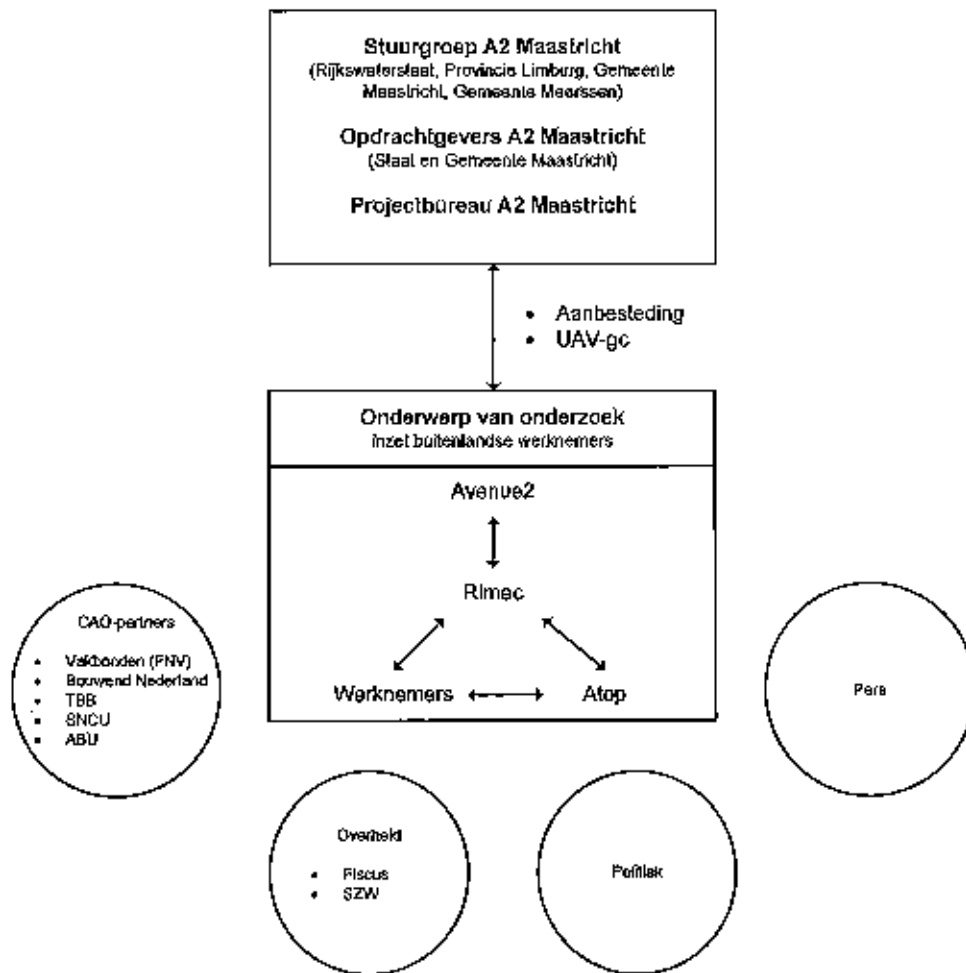 Stuurgroep A2 Maastricht
(Rijkswaterstaat, Provincie Limburg, Gemeente
Maastricht, Gemeente Meerssen)
Opdrachtgevers A2 Maastricht
(Staat en Gemeente Maastricht)
Projectbureau A2 Maastricht
• Aanbesteding
• UAV-gc
Onderwerp van onderzoek
inzet buitenlandse werknemers
Avenue2
Rimec
Werknemers
Atop
CAO-partners
• Vakbonden (FNV)
• Bouwend Nederland
• TBB
• SNCU
• ABU
Pers
Overheid
• Fiscus
• SZW
Politiek